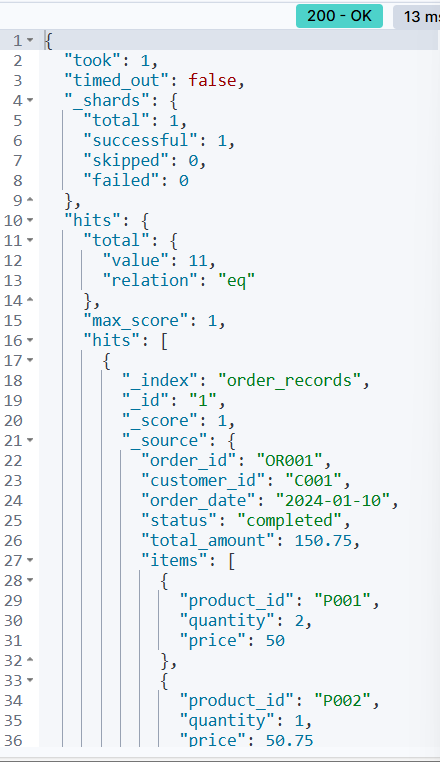 200 - OK
13 ms
1 {
2 "took": 1,
3 "timed_out": false,
4 "_shards": {
5 "total": 1,
6 "successful": 1,
7 "skipped": 0,
8 "failed": 0
9 },
10 "hits": {
11 "total": {
12 "value": 11,
13 "relation": "eq"
14 },
15 "max_score": 1,
16 "hits": [
17 {
18 "_index": "order_records",
19 "_id": "1",
20 "_score": 1,
21 "_source": {
22 "order_id": "OR001",
23 "customer_id": "C001",
24 "order_date": "2024-01-10",
25 "status": "completed",
26 "total_amount": 150.75,
27 "items": [
28 {
29 "product_id": "P001",
30 "quantity": 2,
31 "price": 50
32 },
33 {
34 "product_id": "P002",
35 "quantity": 1,
36 "price": 50.75